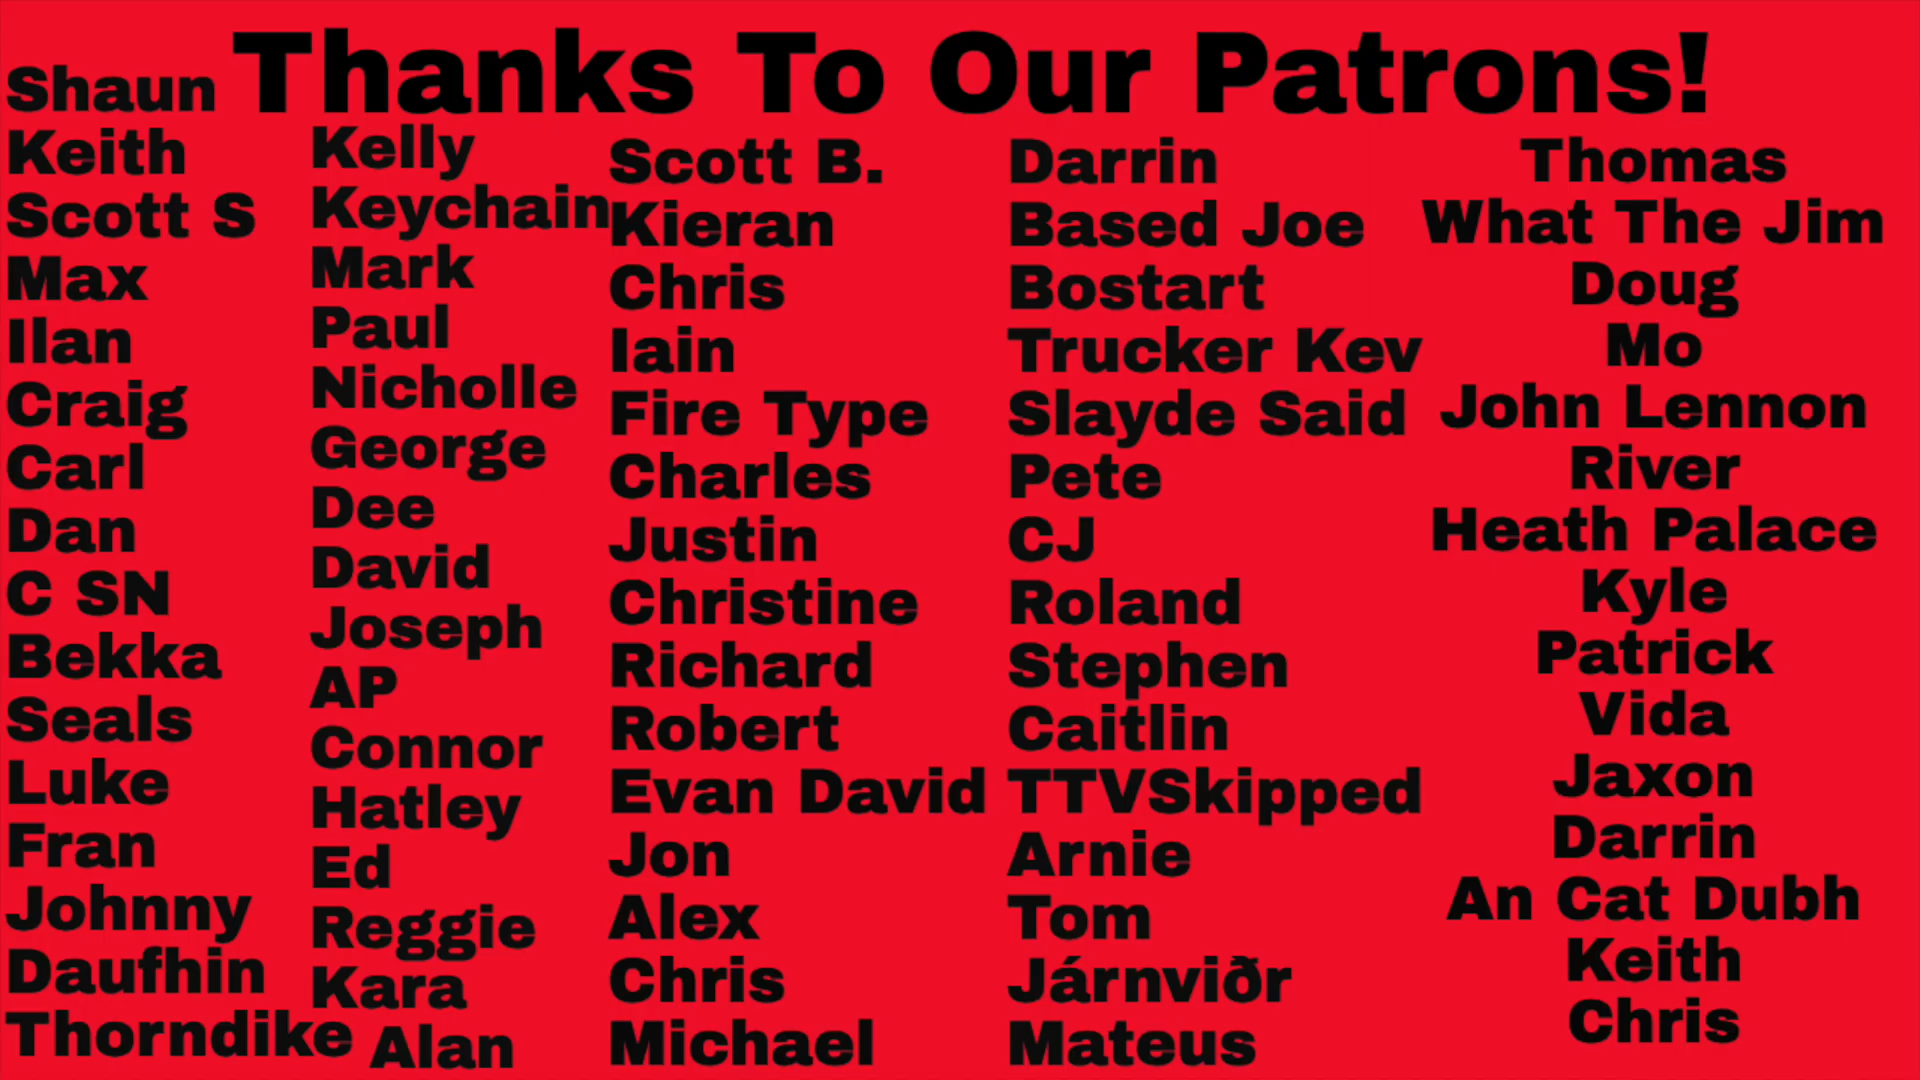 Thanks To Our Patrons!
Shaun
Keith
Scott S
Max
Ilan
Craig
Carl
Dan
C SN
Bekka
Seals
Luke
Fran
Johnny
Daufhin
Thorndike
Kelly
Keychain
Mark
Paul
Nicholle
George
Dee
David
Joseph
AP
Connor
Hatley
Ed
Reggie
Kara
Alan
Scott B.
Kieran
Chris
Iain
Fire Type
Charles
Justin
Christine
Richard
Robert
Evan David
Jon
Alex
Chris
Michael
Darrin
Based Joe
Bostart
Trucker Kev
Slayde Said
Pete
CJ
Roland
Stephen
Caitlin
TTVSkipped
Arnie
Tom
Járnviðr
Mateus
Thomas
What The Jim
Doug
Mo
John Lennon
River
Heath Palace
Kyle
Patrick
Vida
Jaxon
Darrin
An Cat Dubh
Keith
Chris